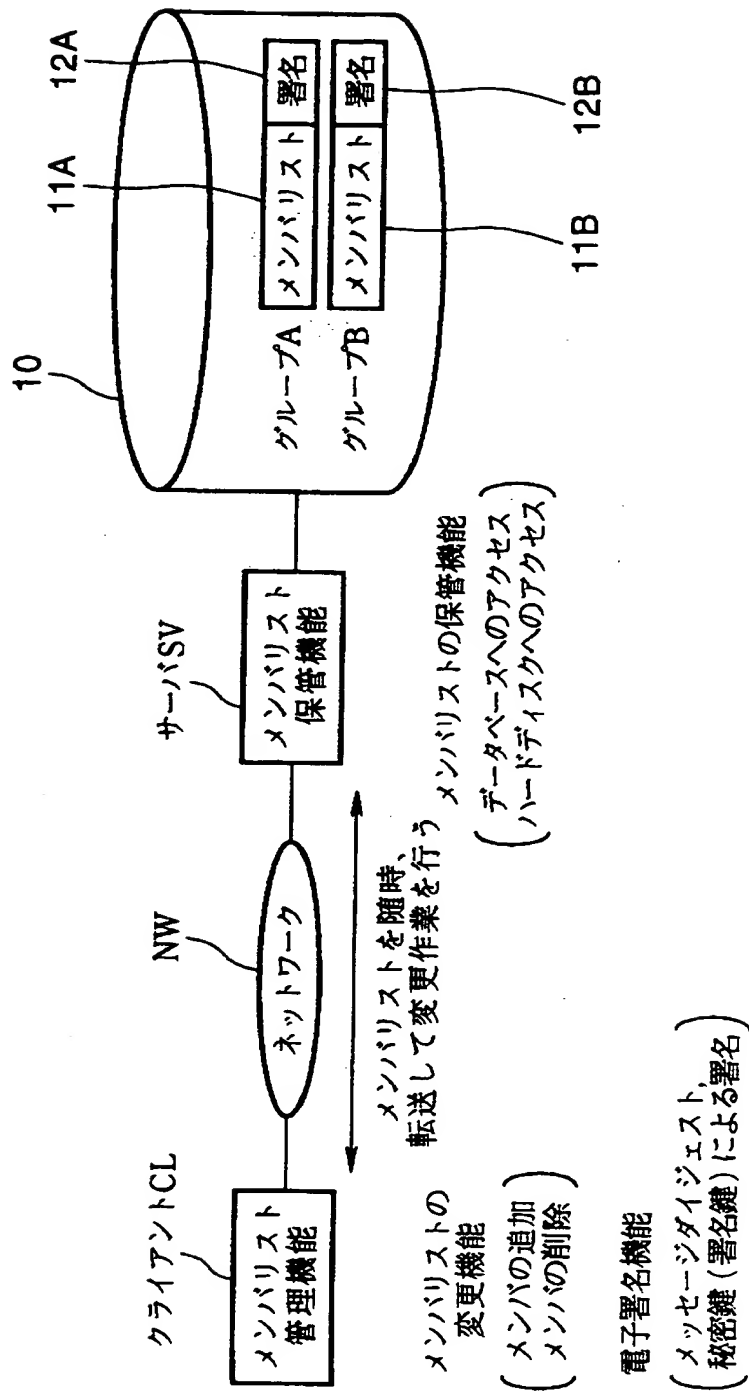 クライアントCL
メンバリスト
管理機能
メンバリストの
変更機能
メンバの追加
メンバの削除
電子署名機能
メッセージダイジェスト,
秘密鍵(署名鍵)による署名
NW
ネットワーク
メンバリストを随時、
転送して変更作業を行う
サーバSV
メンバリスト
保管機能
メンバリストの保管機能
データベースへのアクセス
ハードディスクへのアクセス
10
11A
12A
グループA
メンバリスト
署名
グループB
メンバリスト
署名
11B
12B